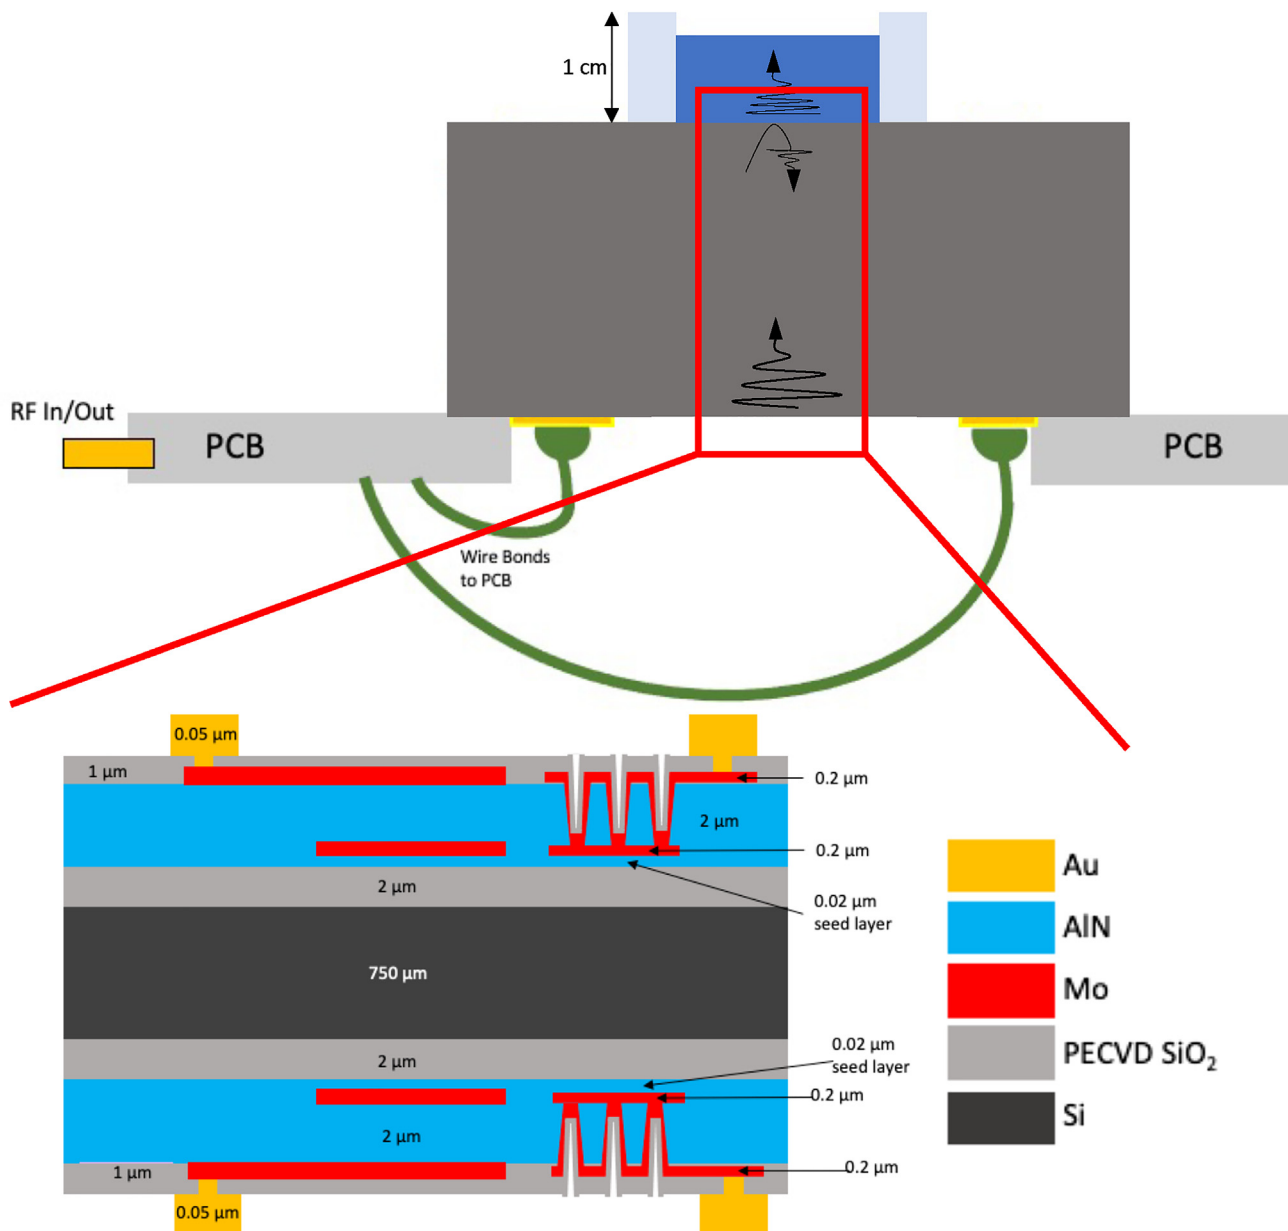 1 cm
RF In/Out
PCB
PCB
Wire Bonds
to PCB
0.05 µm
1 µm
0.2 µm
2 µm
0.2 µm
2 µm
0.02 µm
seed layer
750 µm
0.02 µm
seed layer
2 µm
0.2 µm
2 µm
0.2 µm
1 µm
0.05 µm
Au
AlN
Mo
PECVD SiO₂
Si